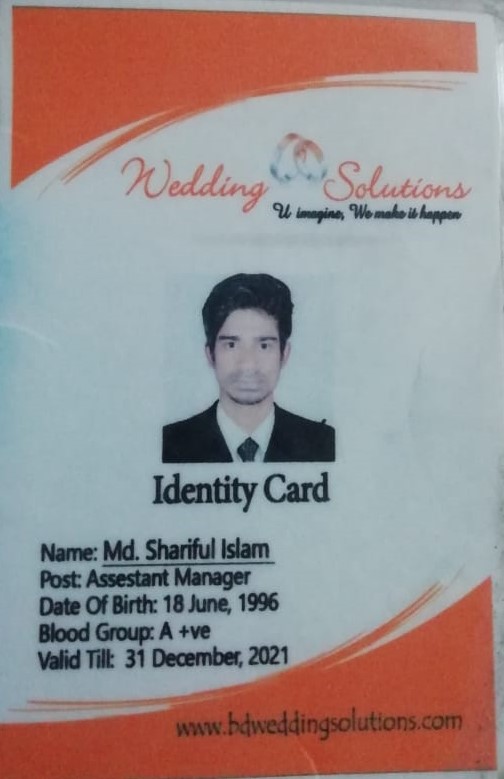 Wedding Solutions
U imagine, We make it happen
Identity Card
Name: Md. Shariful Islam
Post: Assestant Manager
Date Of Birth: 18 June, 1996
Blood Group: A +ve
Valid Till: 31 December, 2021
www.bdweddingsolutions.com